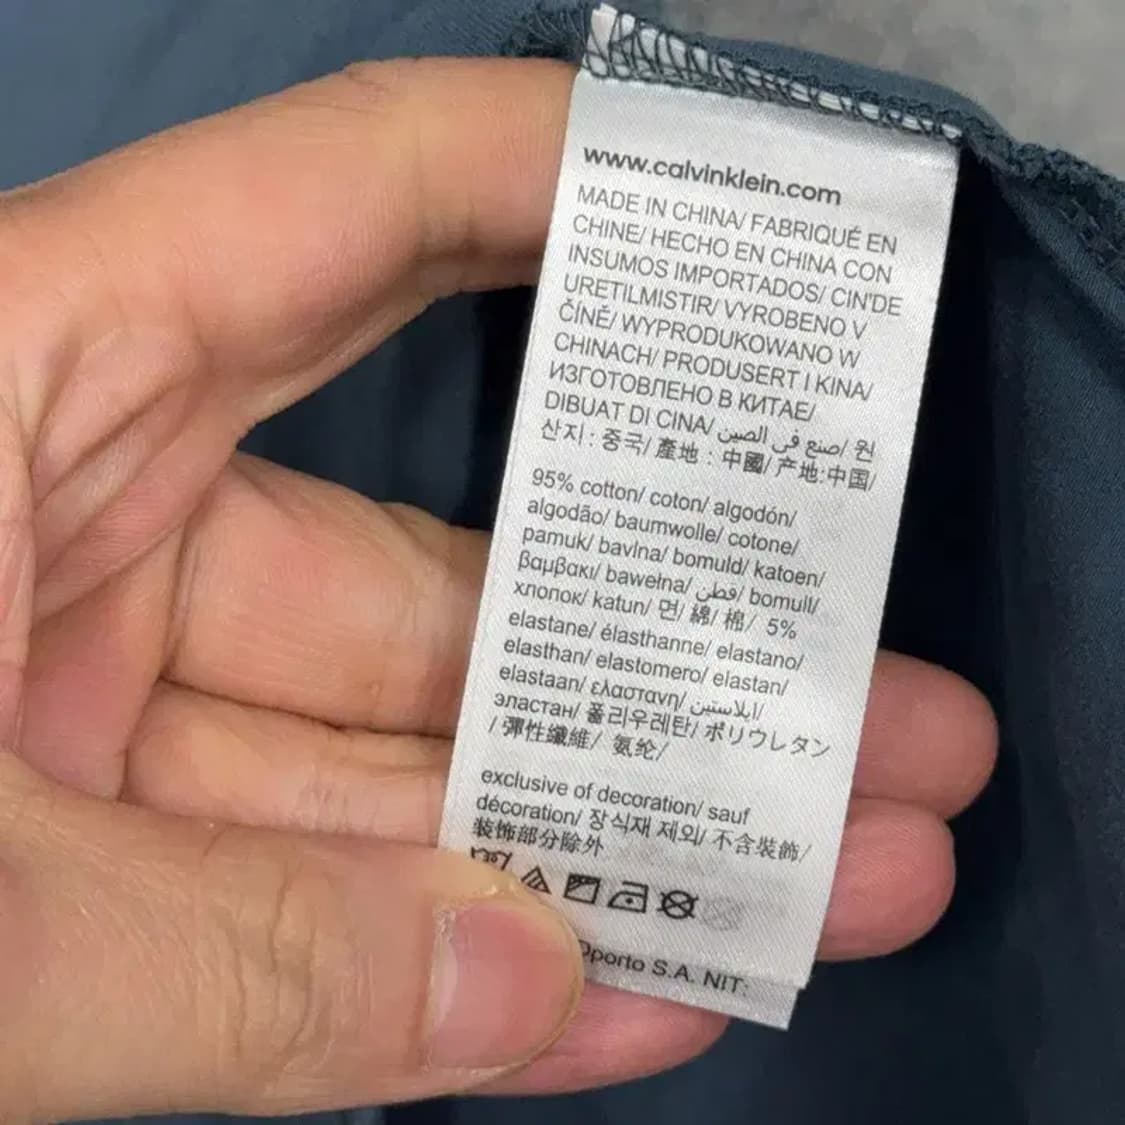 www.calvinklein.com
MADE IN CHINA/ FABRIQUÉ EN
CHINE/ HECHO EN CHINA CON
INSUMOS IMPORTADOS/ CIN'DE
URETILMISTIR/ VYROBENO V
ČÍNĚ/ WYPRODUKOWANO W
CHINACH/ PRODUSERT I KINA/
ИЗГОТОВЛЕНО В КИТАЕ/
DIBUAT DI CINA/ صنع في الصين/ 원
산지: 중국/ 產地: 中國/ 产地:中国/
95% cotton/ coton/ algodón/
algodão/ baumwolle/ cotone/
pamuk/ bavlna/ bomuld/ katoen/
βαμβακι/ bawełna/ قطن/ bomull/
хлопок/ katun/ 면/ 綿/ 棉/ 5%
elastane/ élasthanne/ elastano/
elasthan/ elastomero/ elastan/
elastaan/ ελαστανη/ ايلاستين/
эластан/ 폴리우레탄/ ポリウレタン
/ 彈性纖維/ 氨纶/
exclusive of decoration/ sauf
décoration/ 장식재 제외/ 不含裝飾/
装饰部分除外
Oporto S.A. NIT: